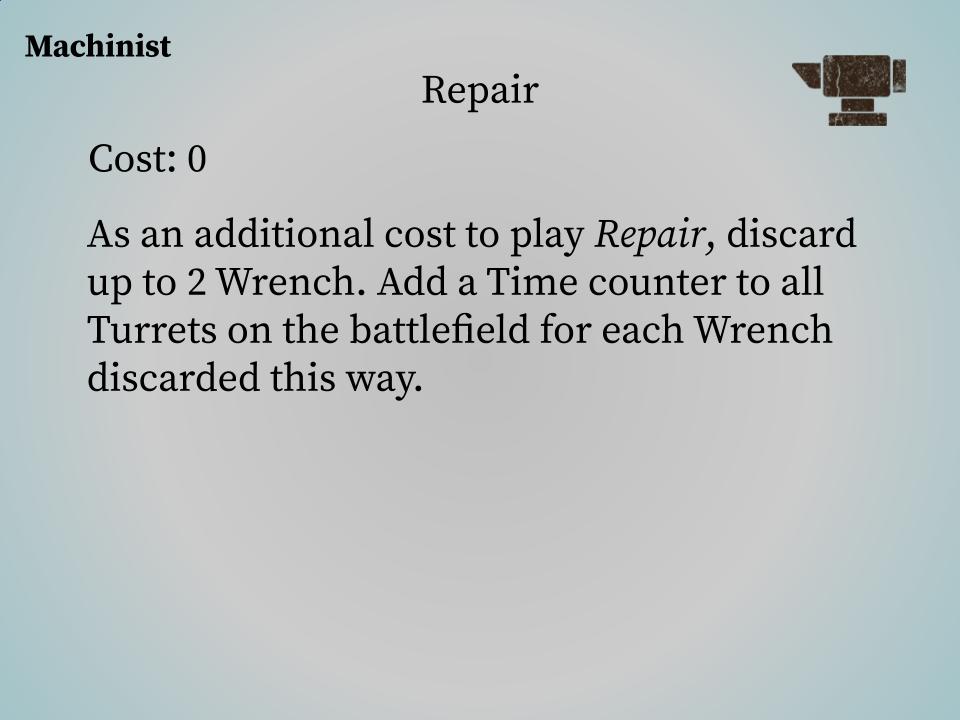 Machinist
Repair
Cost: 0
As an additional cost to play Repair, discard
up to 2 Wrench. Add a Time counter to all
Turrets on the battlefield for each Wrench
discarded this way.